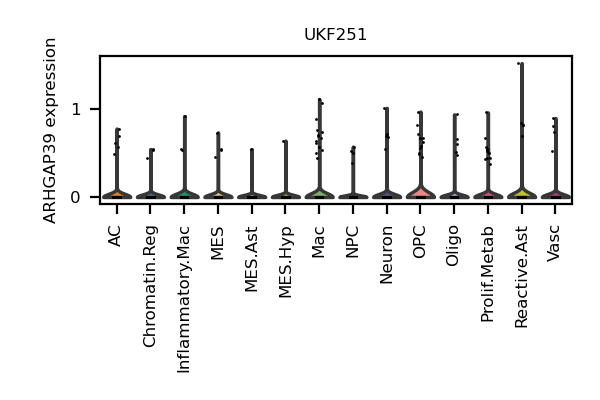 UKF251
ARHGAP39 expression
1
0
AC
Chromatin.Reg
Inflammatory.Mac
MES
MES.Ast
MES.Hyp
Mac
NPC
Neuron
OPC
Oligo
Prolif.Metab
Reactive.Ast
Vasc